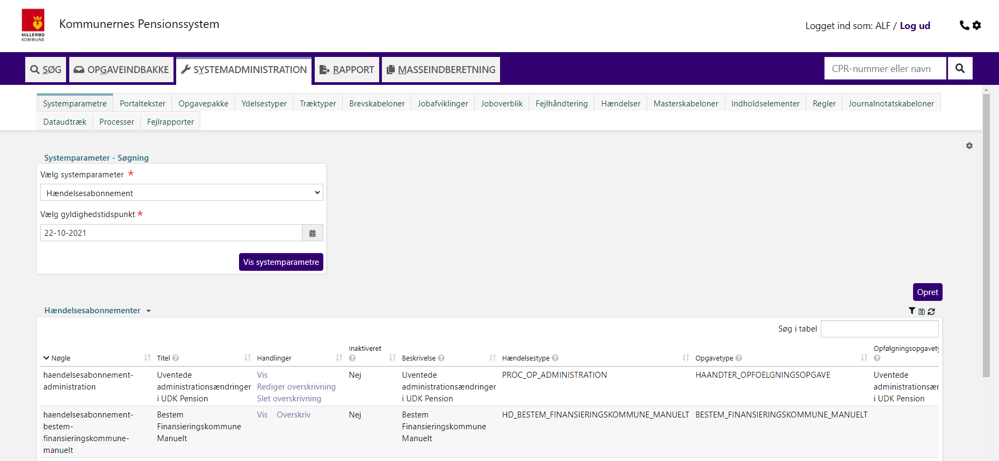 HILLERØD
KOMMUNE
Kommunernes Pensionssystem
Logget ind som: ALF / Log ud
SØG
OPGAVEINDBAKKE
SYSTEMADMINISTRATION
RAPPORT
MASSEINDBERETNING
CPR-nummer eller navn
Systemparametre Portaltekster Opgavepakke Ydelsestyper Træktyper Brevskabeloner Jobafviklinger Joboverblik Fejlhåndtering Hændelser Masterskabeloner Indholdselementer Regler Journalnotatskabeloner
Dataudtræk Processer Fejlrapporter
Systemparameter - Søgning
Vælg systemparameter *
Hændelsesabonnement
Vælg gyldighedstidspunkt *
22-10-2021
Vis systemparametre
Opret
Hændelsesabonnementer
Søg i tabel
Nøgle
Titel
Handlinger
Inaktiveret
Beskrivelse
Hændelsestype
Opgavetype
Opfølgningsopgavety
haendelsesabonnement-
administration
Uventede
administrationsændringer
i UDK Pension
Vis
Rediger overskrivning
Slet overskrivning
Nej
Uventede
administrationsændringer
i UDK Pension
PROC_OP_ADMINISTRATION
HAANDTER_OPFOELGNINGSOPGAVE
Uventede
administrationsær
i UDK Pension
haendelsesabonnement-
bestem-
finansieringskommune-
manuelt
Bestem
Finansieringskommune
Manuelt
Vis Overskriv
Nej
Bestem
Finansieringskommune
Manuelt
HD_BESTEM_FINANSIERINGSKOMMUNE_MANUELT
BESTEM_FINANSIERINGSKOMMUNE_MANUELT